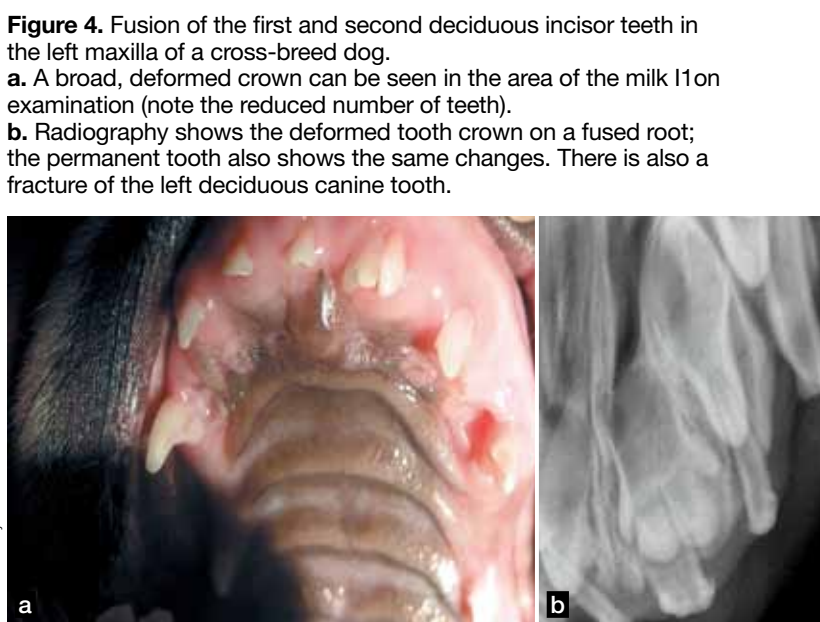 Figure 4. Fusion of the first and second deciduous incisor teeth in
the left maxilla of a cross-breed dog.
a. A broad, deformed crown can be seen in the area of the milk I1on
examination (note the reduced number of teeth).
b. Radiography shows the deformed tooth crown on a fused root;
the permanent tooth also shows the same changes. There is also a
fracture of the left deciduous canine tooth.
a
b